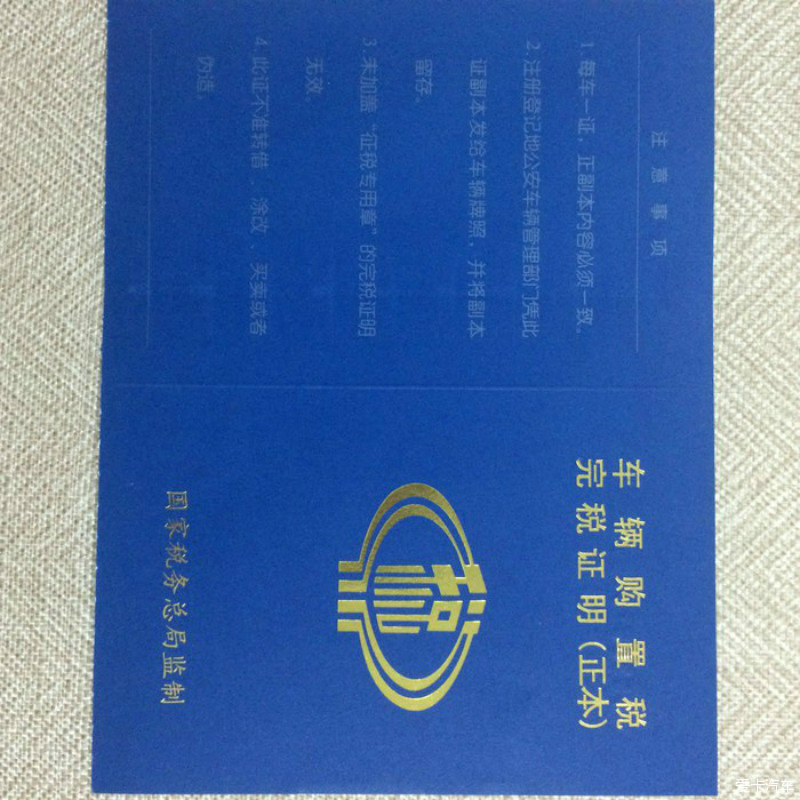 注意事项
1. 每车一证，正副本内容必须一致。
2. 注册登记地公安车辆管理部门凭此
证副本发给车辆牌照，并将副本
留存。
3. 未加盖“征税专用章”的完税证明
无效。
4. 此证不准转借、涂改、买卖或者
伪造。
车辆购置税
完税证明(正本)
税
国家税务总局监制
爱卡汽车